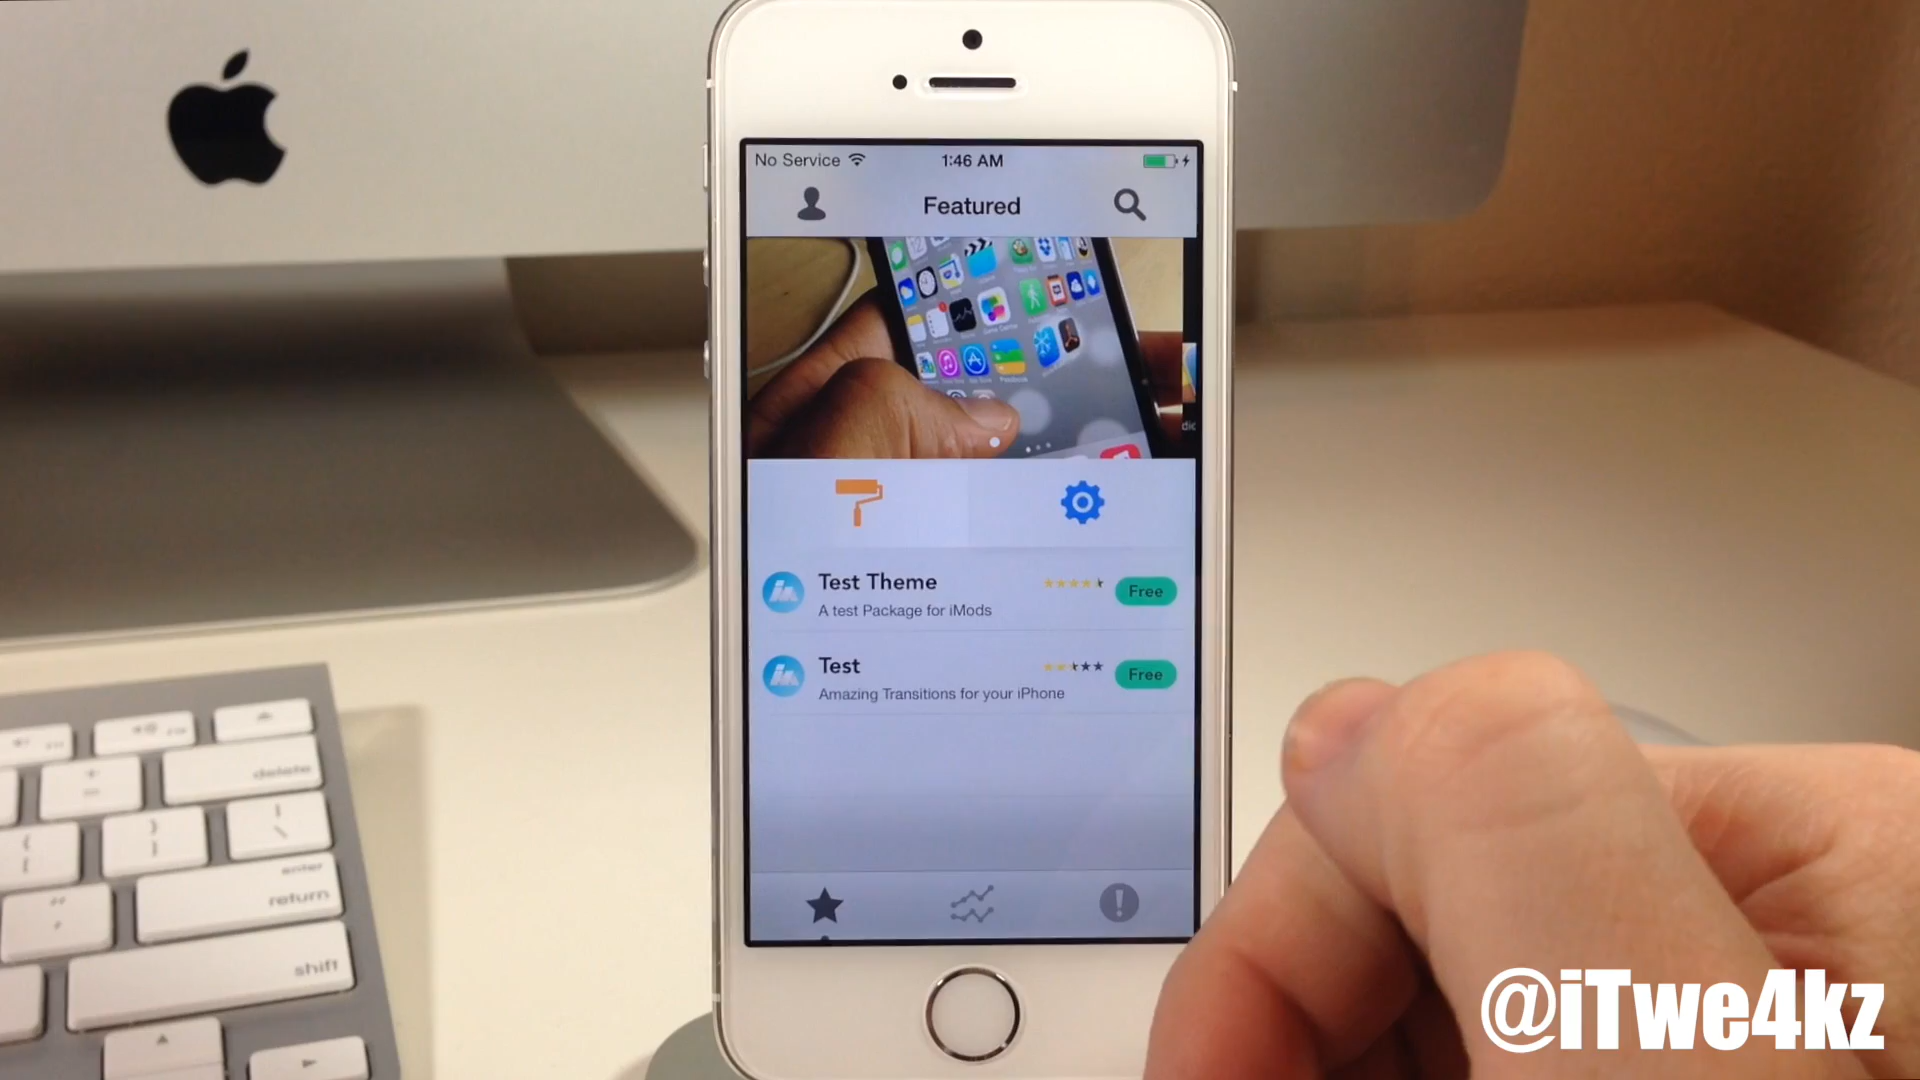 No Service 1:46 AM
Featured
Test Theme
Free
A test Package for iMods
Test
Free
Amazing Transitions for your iPhone
delete
enter
return
shift
@iTwe4kz